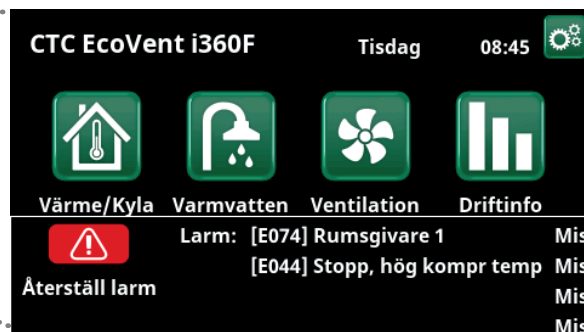 CTC EcoVent i360F Tisdag 08:45
Värme/Kyla Varmvatten Ventilation Driftinfo
Larm: [E074] Rumsgivare 1 Mis
[E044] Stopp, hög kompr temp Mis
Återställ larm Mis
Mis